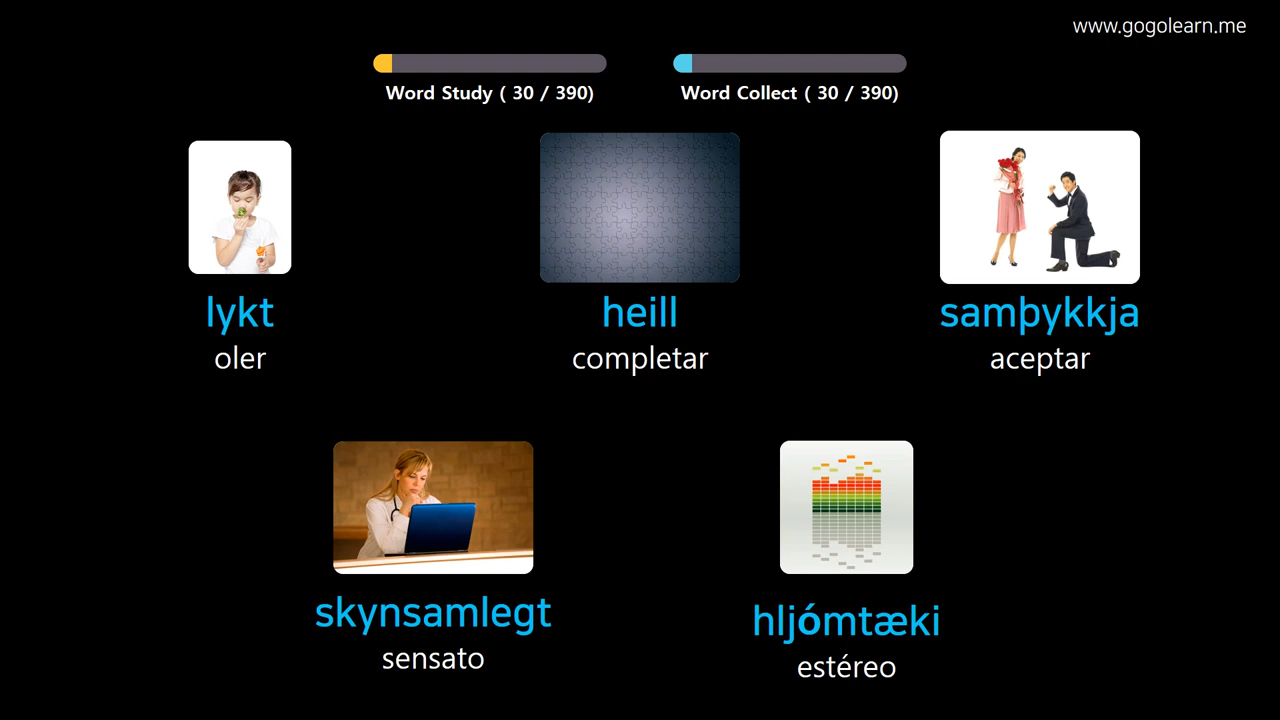 www.gogolearn.me
Word Study ( 30 / 390)
Word Collect ( 30 / 390)
lykt
oler
heill
completar
samþykkja
aceptar
skynsamlegt
sensato
hljómtæki
estéreo